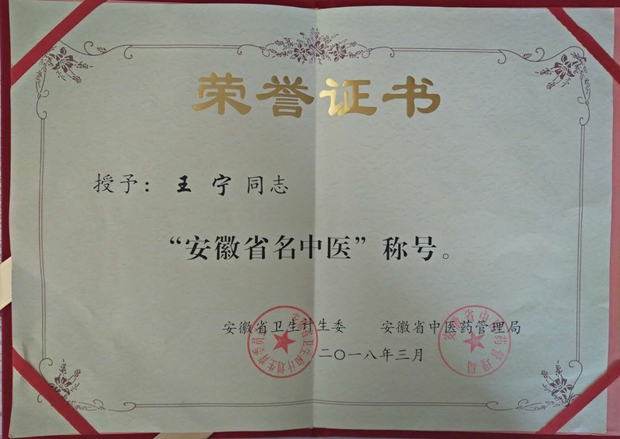 荣誉证书
授予：王 宁 同志
“安徽省名中医”称号。
安徽省卫生计生委 安徽省中医药管理局
二〇一八年三月